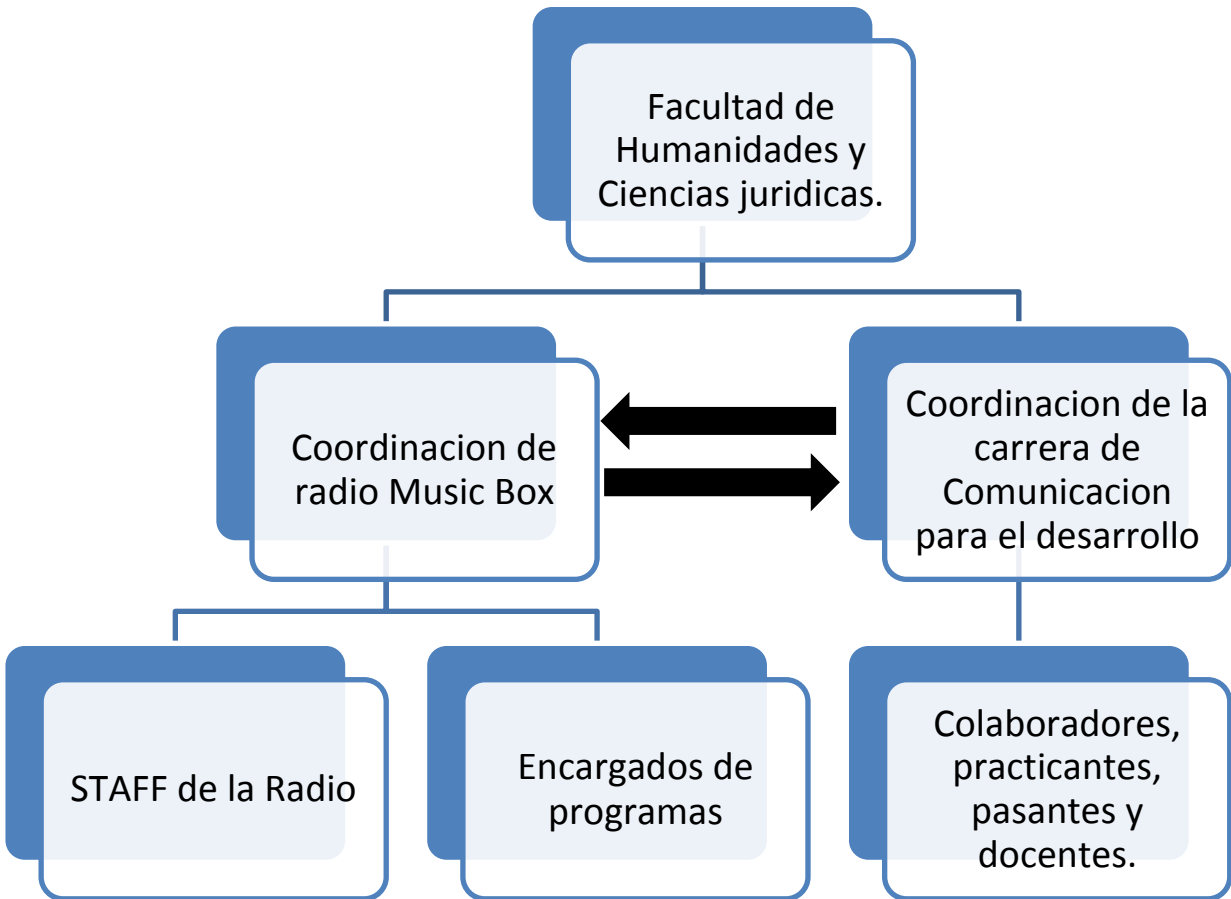 Facultad de
Humanidades y
Ciencias juridicas.
Coordinacion de
radio Music Box
Coordinacion de la
carrera de
Comunicacion
para el desarrollo
STAFF de la Radio
Encargados de
programas
Colaboradores,
practicantes,
pasantes y
docentes.